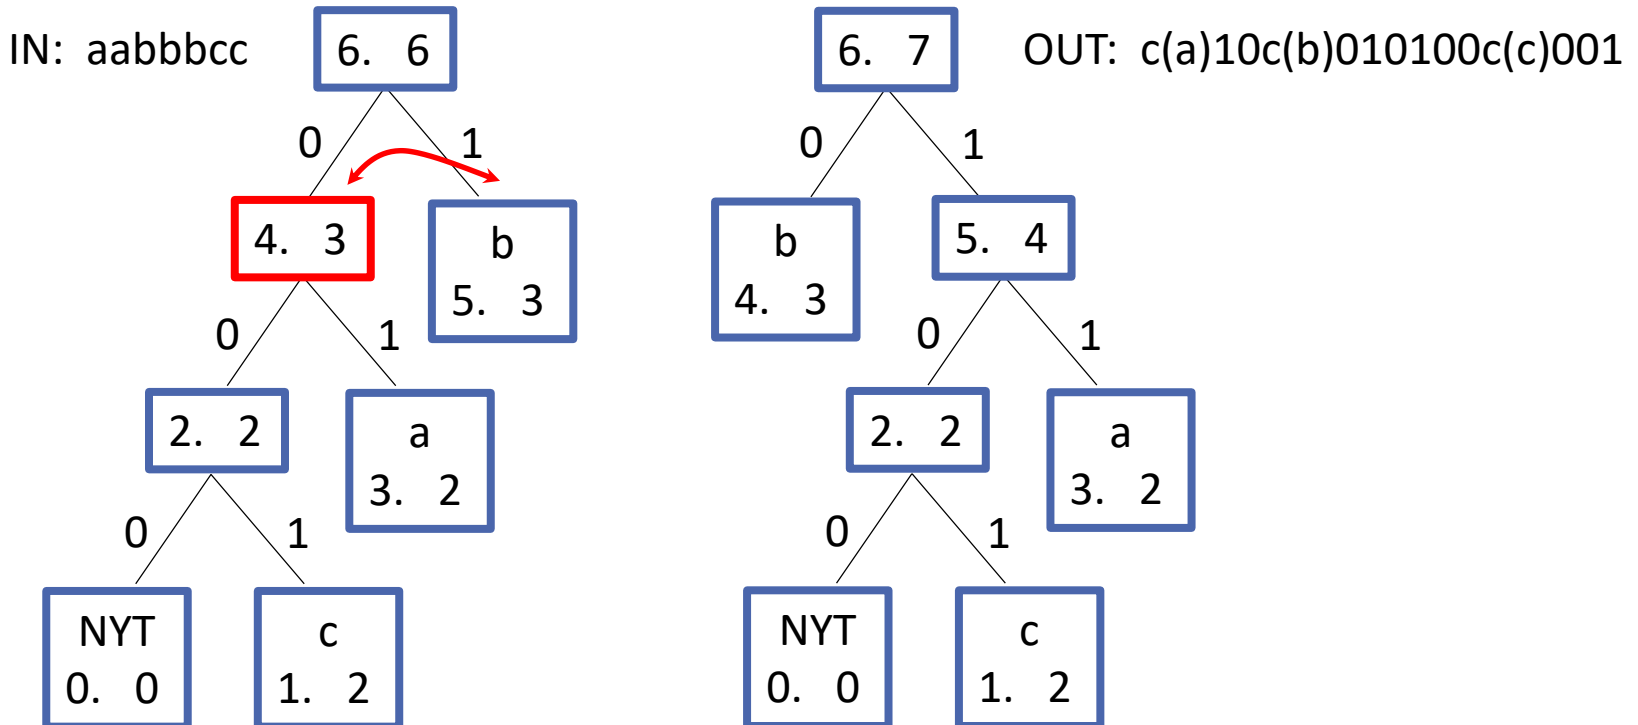 IN: aabbbcc
6. 6
6. 7
OUT: c(a)10c(b)010100c(c)001
0
1
0
1
4. 3
b
5. 3
b
4. 3
5. 4
0
1
0
1
2. 2
a
3. 2
2. 2
a
3. 2
0
1
0
1
NYT
0. 0
c
1. 2
NYT
0. 0
c
1. 2